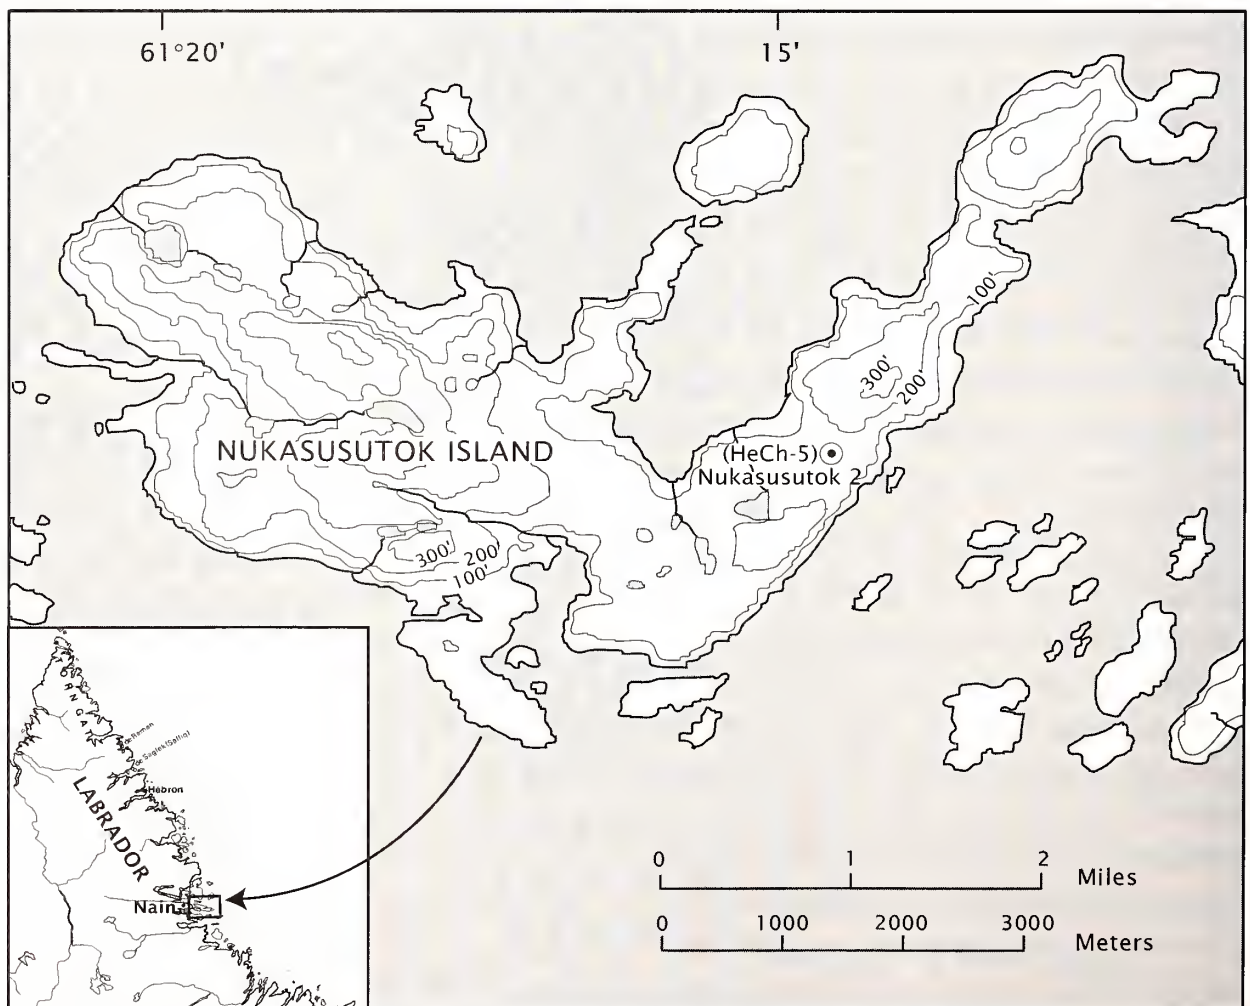 61°20'
15'
100'
300'
200'
NUKASUSUTOK ISLAND
(HeCh-5)
Nukasusutok 2
300'
200'
100'
LABRADOR
Hebron
Nain
0 1 2
Miles
0 1000 2000 3000
Meters